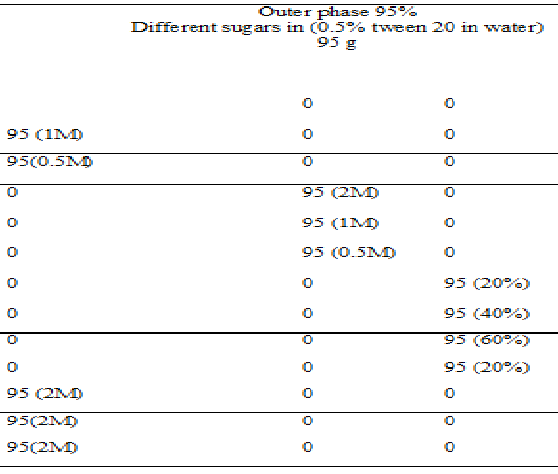 Outer phase 95%
Different sugars in (0.5% tween 20 in water)
95 g
0 0
95 (1M) 0 0
95(0.5M) 0 0
0 95 (2M) 0
0 95 (1M) 0
0 95 (0.5M) 0
0 0 95 (20%)
0 0 95 (40%)
0 0 95 (60%)
0 0 95 (20%)
95 (2M) 0 0
95(2M) 0 0
95(2M) 0 0